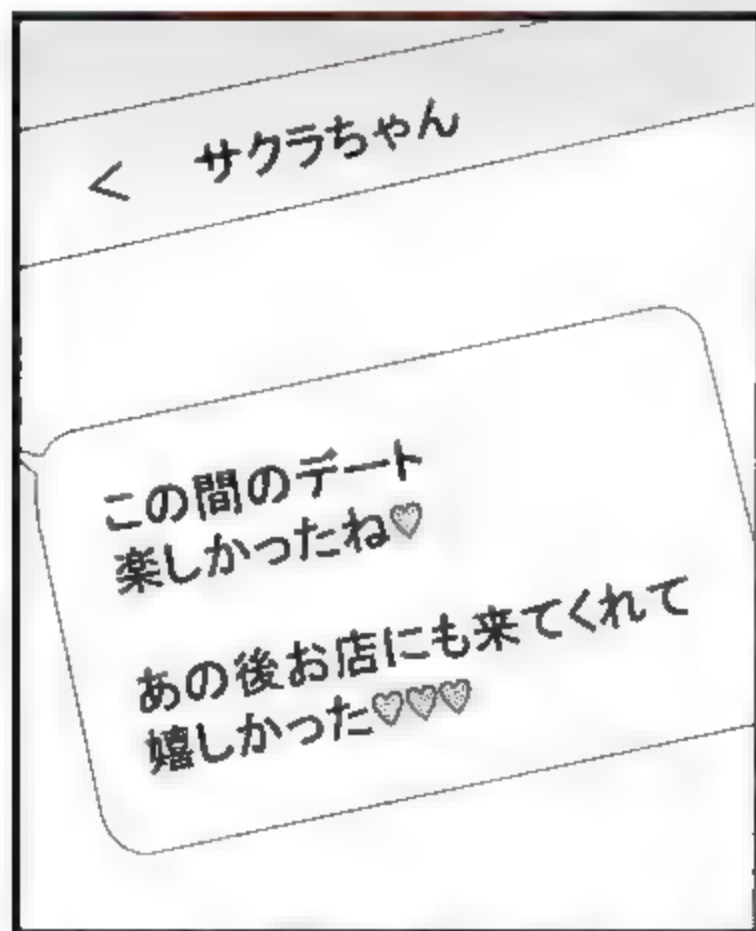 < サクラちゃん
この間のデート
楽しかったね♡
あの後お店にも来てくれて
嬉しかった♡♡♡